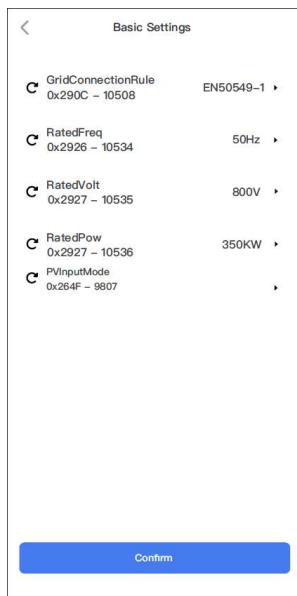 Basic Settings
GridConnectionRule
0x290C - 10508
EN50549-1
RatedFreq
0x2926 - 10534
50Hz
RatedVolt
0x2927 - 10535
800V
RatedPow
0x2927 - 10536
350KW
PVInputMode
0x264F - 9807
Confirm